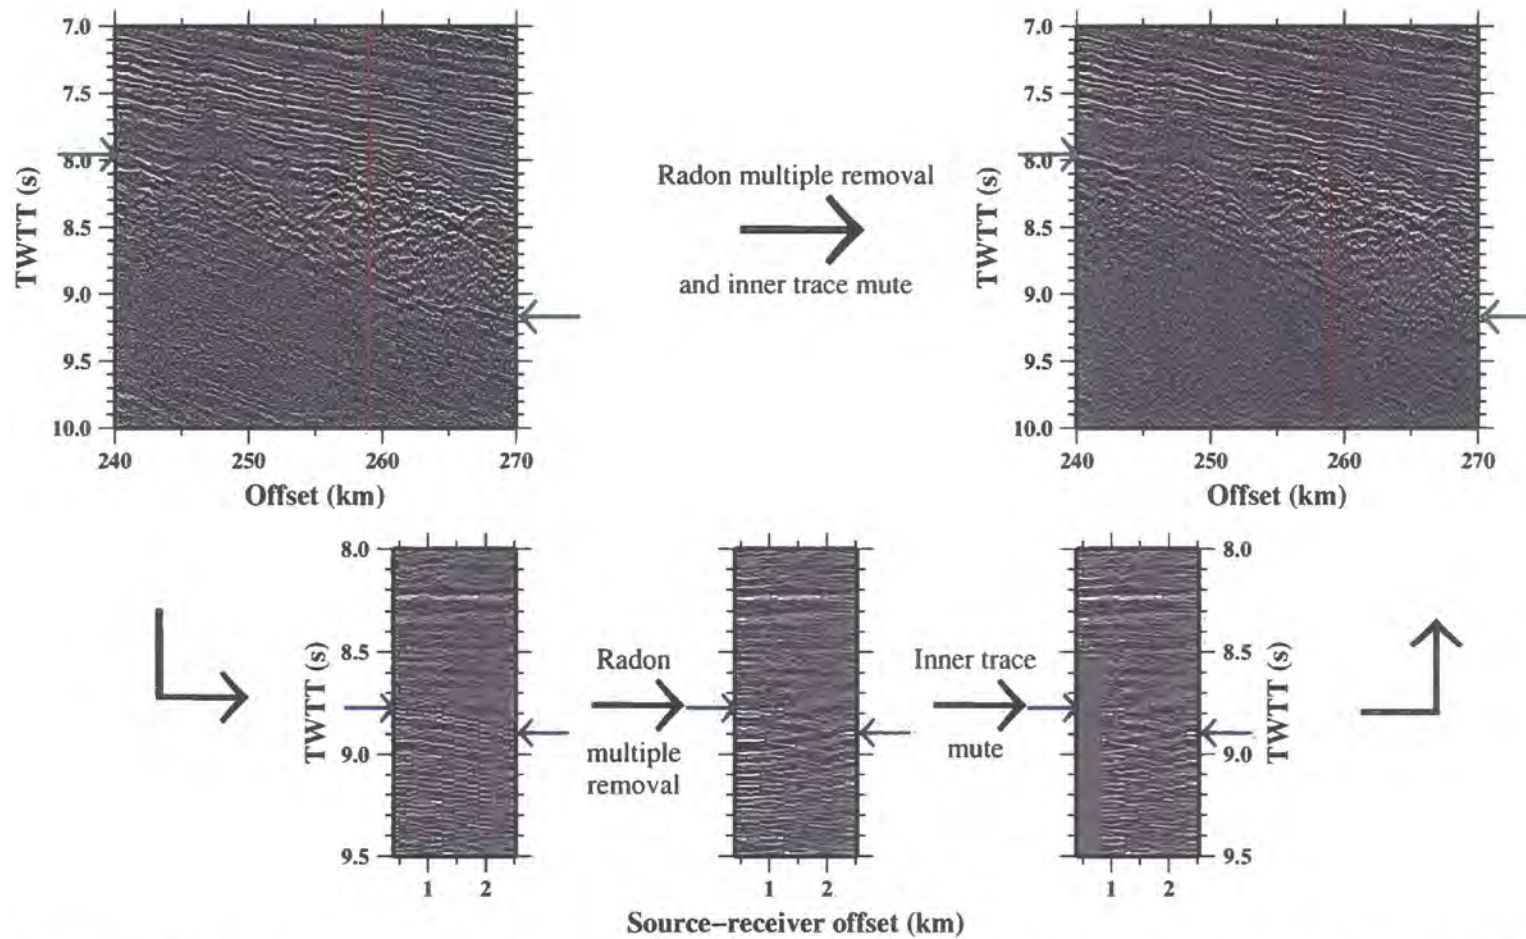 7.0
7.5
8.0
8.5
9.0
9.5
10.0
TWTT (s)
240
250
260
270
Offset (km)
Radon multiple removal
and inner trace mute
7.0
7.5
8.0
8.5
9.0
9.5
10.0
TWTT (s)
240
250
260
270
Offset (km)
8.0
8.5
9.0
9.5
TWTT (s)
1
2
Radon
multiple
removal
1
2
Inner trace
mute
8.0
8.5
9.0
9.5
TWTT (s)
1
2
Source–receiver offset (km)